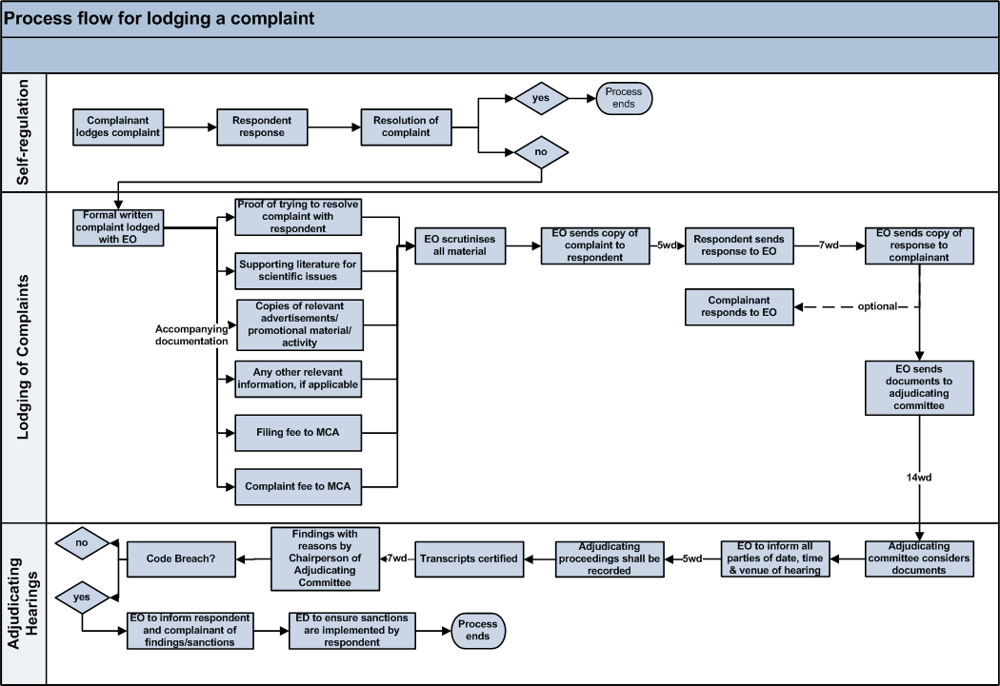 Process flow for lodging a complaint
Self-regulation
Complainant
lodges complaint
Respondent
response
Resolution of
complaint
yes
Process
ends
no
Lodging of Complaints
Formal written
complaint lodged
with EO
Accompanying
documentation
Proof of trying to resolve
complaint with
respondent
Supporting literature for
scientific issues
Copies of relevant
advertisements/
promotional material/
activity
Any other relevant
information, if applicable
Filing fee to MCA
Complaint fee to MCA
EO scrutinises
all material
EO sends copy of
complaint to
respondent
5wd
Respondent sends
response to EO
7wd
EO sends copy of
response to
complainant
Complainant
responds to EO
optional
EO sends
documents to
adjudicating
committee
14wd
Adjudicating
Hearings
Adjudicating
committee considers
documents
EO to inform all
parties of date, time
& venue of hearing
5wd
Adjudicating
proceedings shall be
recorded
Transcripts certified
7wd
Findings with
reasons by
Chairperson of
Adjudicating
Committee
Code Breach?
no
yes
EO to inform respondent
and complainant of
findings/sanctions
ED to ensure sanctions
are implemented by
respondent
Process
ends